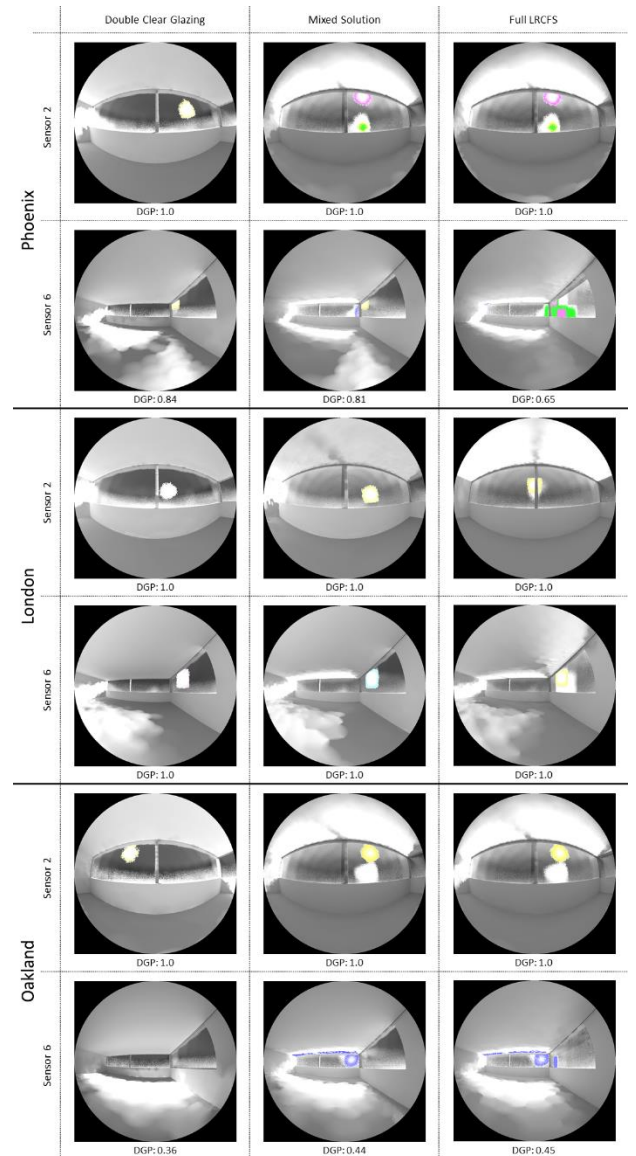 Double Clear Glazing Mixed Solution Full LRCFS
Phoenix
Sensor 2
DGP: 1.0 DGP: 1.0 DGP: 1.0
Sensor 6
DGP: 0.84 DGP: 0.81 DGP: 0.65
London
Sensor 2
DGP: 1.0 DGP: 1.0 DGP: 1.0
Sensor 6
DGP: 1.0 DGP: 1.0 DGP: 1.0
Oakland
Sensor 2
DGP: 1.0 DGP: 1.0 DGP: 1.0
Sensor 6
DGP: 0.36 DGP: 0.44 DGP: 0.45